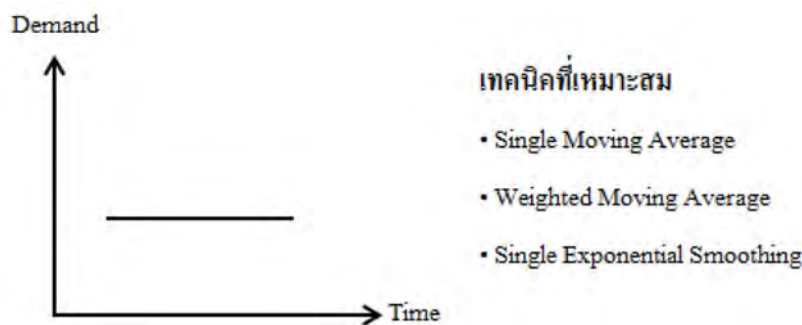 Demand
เทคนิคที่เหมาะสม
• Single Moving Average
• Weighted Moving Average
• Single Exponential Smoothing
Time